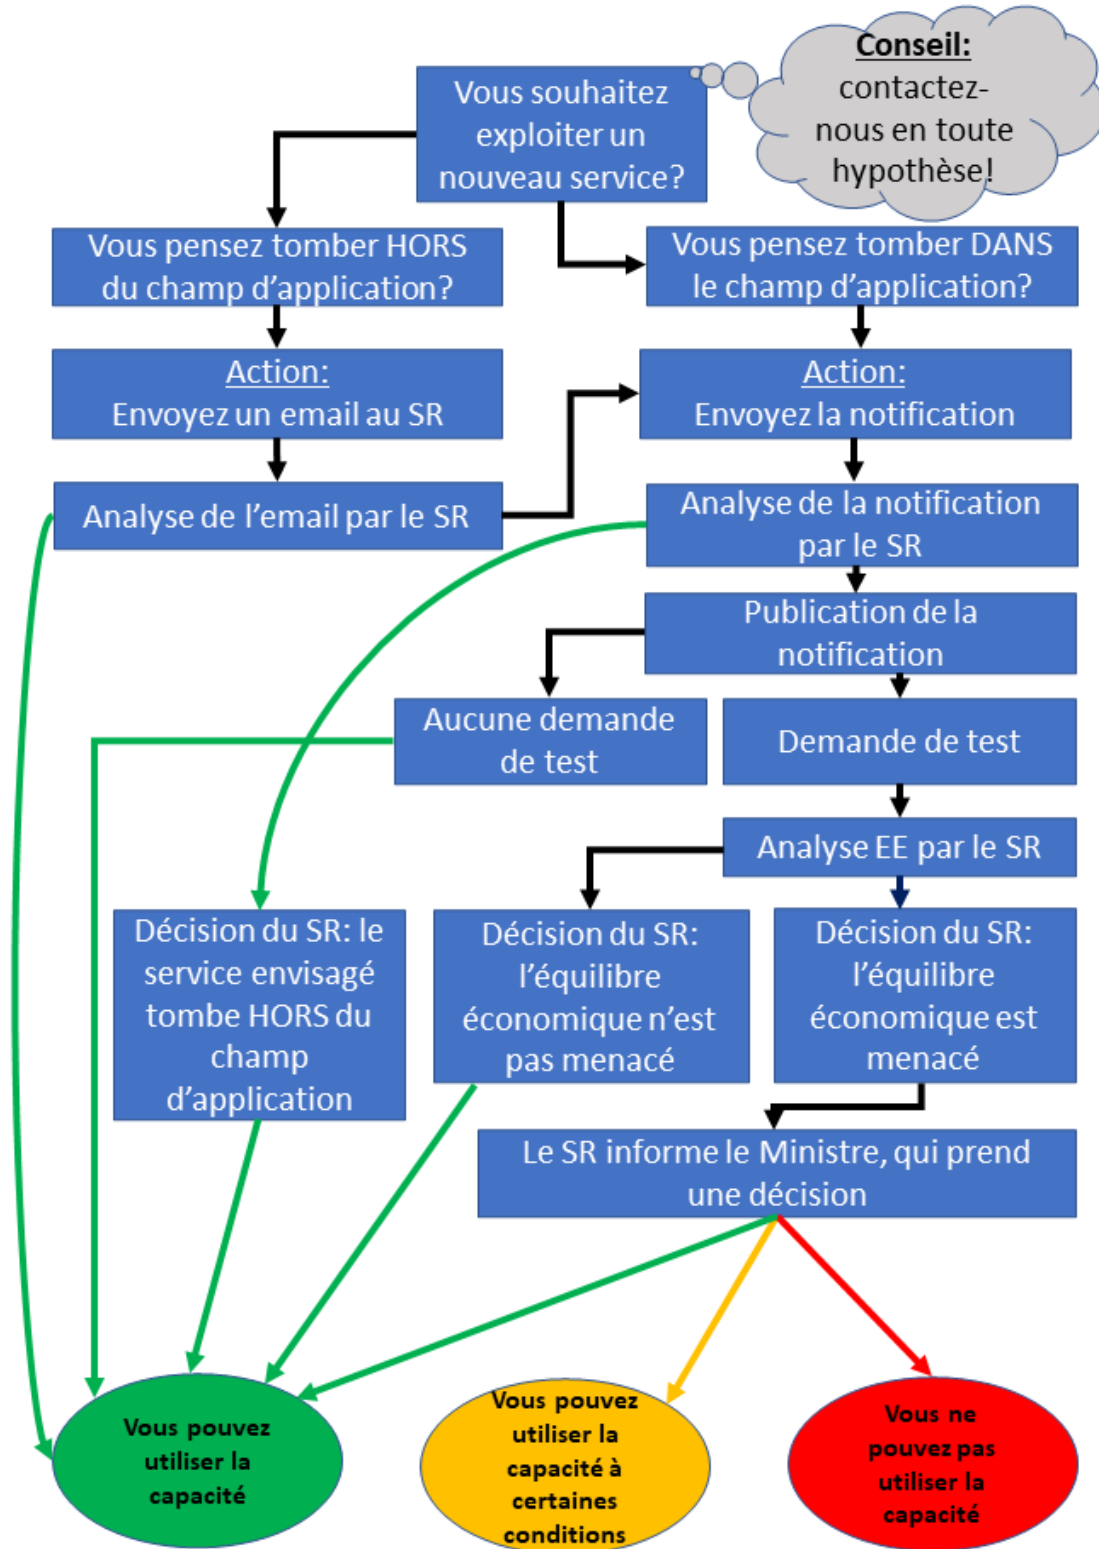 Conseil:
contactez-
nous en toute
hypothèse!
Vous souhaitez
exploiter un
nouveau service?
Vous pensez tomber HORS
du champ d'application?
Vous pensez tomber DANS
le champ d'application?
Action:
Envoyez un email au SR
Action:
Envoyez la notification
Analyse de l'email par le SR
Analyse de la notification
par le SR
Publication de la
notification
Aucune demande
de test
Demande de test
Analyse EE par le SR
Décision du SR: le
service envisagé
tombe HORS du
champ
d'application
Décision du SR:
l'équilibre
économique n'est
pas menacé
Décision du SR:
l'équilibre
économique est
menacé
Le SR informe le Ministre, qui prend
une décision
Vous pouvez
utiliser la
capacité
Vous pouvez
utiliser la
capacité à
certaines
conditions
Vous ne
pouvez pas
utiliser la
capacité